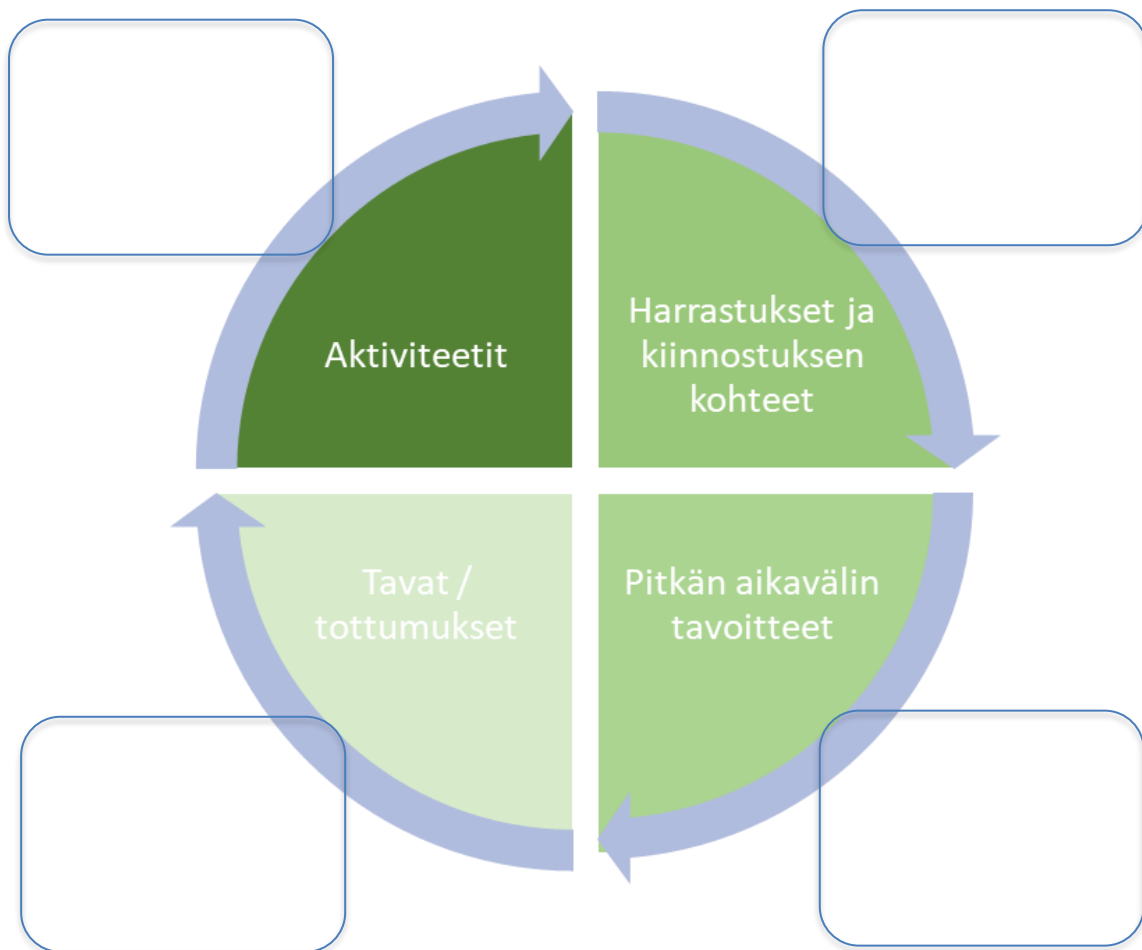 Aktiviteetit
Harrastukset ja
kiinnostuksen
kohteet
Tavat /
tottumukset
Pitkän aikavälin
tavoitteet